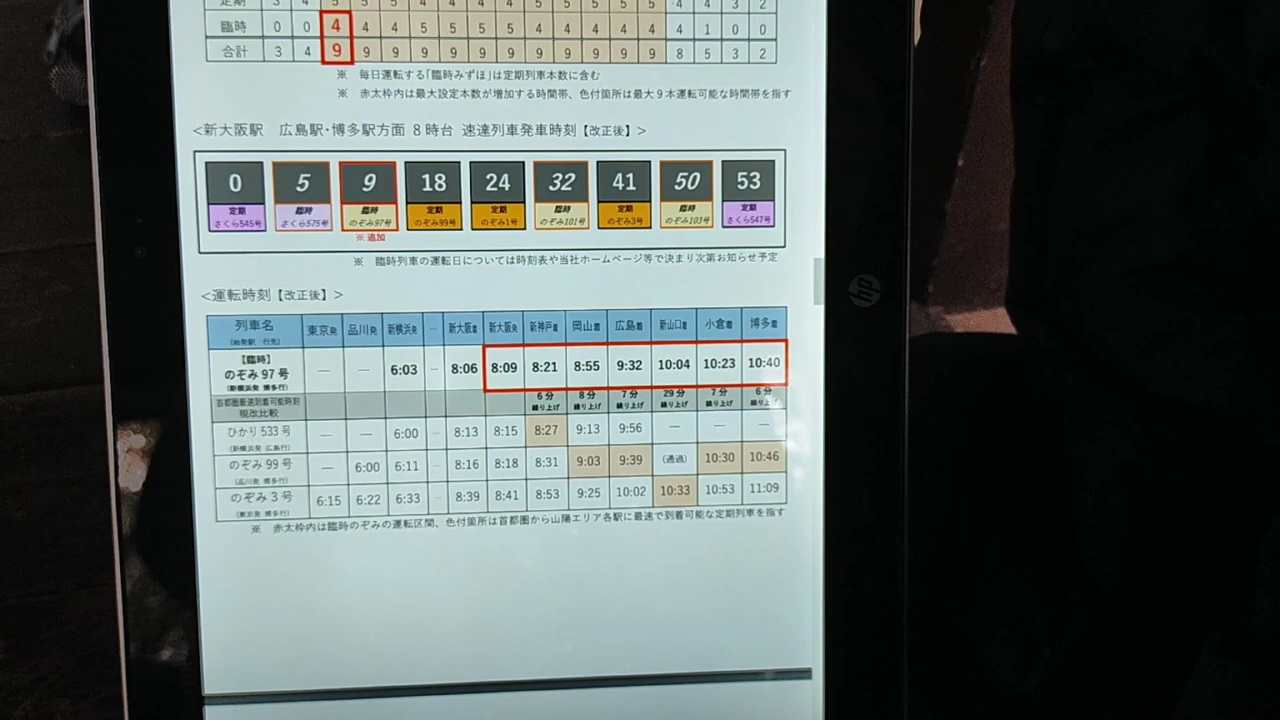 定期 3 4 5 5 5 4 4 4 4 5 5 5 5 5 4 4 3 2
臨時 0 0 4 4 4 5 5 5 5 4 4 4 4 4 4 1 0 0
合計 3 4 9 9 9 9 9 9 9 9 9 9 9 9 8 5 3 2
※ 毎日運転する「臨時みずほ」は定期列車本数に含む
※ 赤太枠内は最大設定本数が増加する時間帯、色付箇所は最大9本運転可能な時間帯を指す
<新大阪駅 広島駅・博多駅方面 8時台 速達列車発車時刻【改正後】>
0 5 9 18 24 32 41 50 53
定期 臨時 臨時 定期 定期 臨時 定期 臨時 定期
さくら545号 さくら575号 のぞみ97号 のぞみ99号 のぞみ1号 のぞみ101号 のぞみ3号 のぞみ103号 さくら547号
※追加
※ 臨時列車の運転日については時刻表や当社ホームページ等で決まり次第お知らせ予定
<運転時刻【改正後】>
列車名 東京発 品川発 新横浜発 … 新大阪着 新大阪発 新神戸着 岡山着 広島着 新山口着 小倉着 博多着
(始発駅 行先)
【臨時】
のぞみ97号 — — 6:03 … 8:06 8:09 8:21 8:55 9:32 10:04 10:23 10:40
(新横浜発 博多行)
首都圏最速到着可能時刻 6分 8分 7分 29分 7分 6分
現改比較 繰り上げ 繰り上げ 繰り上げ 繰り上げ 繰り上げ 繰り上げ
ひかり533号 — — 6:00 … 8:13 8:15 8:27 9:13 9:56 — — —
(新横浜発 広島行)
のぞみ99号 — 6:00 6:11 … 8:16 8:18 8:31 9:03 9:39 (通過) 10:30 10:46
(品川発 博多行)
のぞみ3号 6:15 6:22 6:33 … 8:39 8:41 8:53 9:25 10:02 10:33 10:53 11:09
(東京発 博多行)
※ 赤太枠内は臨時のぞみの運転区間、色付箇所は首都圏から山陽エリア各駅に最速で到着可能な定期列車を指す
hp